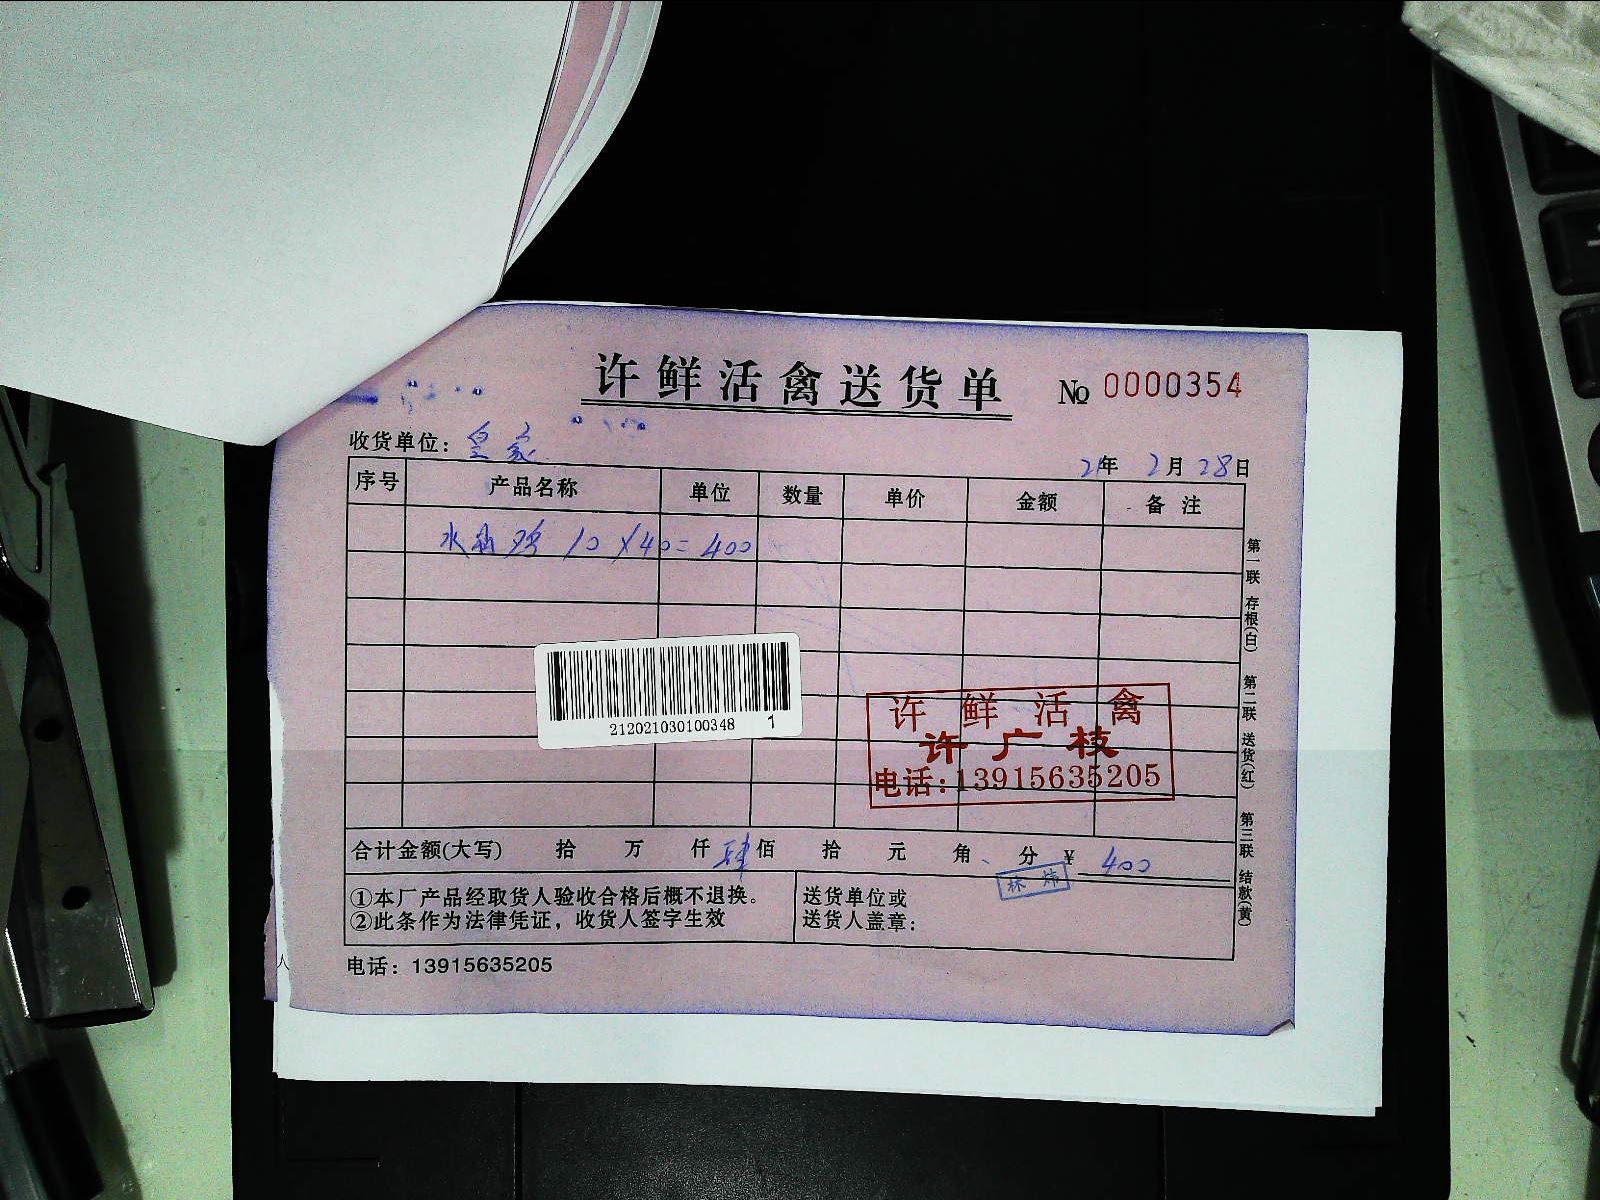 许鲜活禽送货单 № 0000354
收货单位：皇家
21年 2月 28日
序号 产品名称 单位 数量 单价 金额 备注
水 鸡 10×40=400
212021030100348 1
许鲜活禽
许广枝
电话:13915635205
合计金额(大写) 拾 万 仟 肆佰 拾 元 角 分 ¥ 400
①本厂产品经取货人验收合格后概不退换。
②此条作为法律凭证，收货人签字生效
送货单位或
送货人盖章：
林炜
电话：13915635205
第一联 存根(白) 第二联 送货(红) 第三联 结款(黄)
人